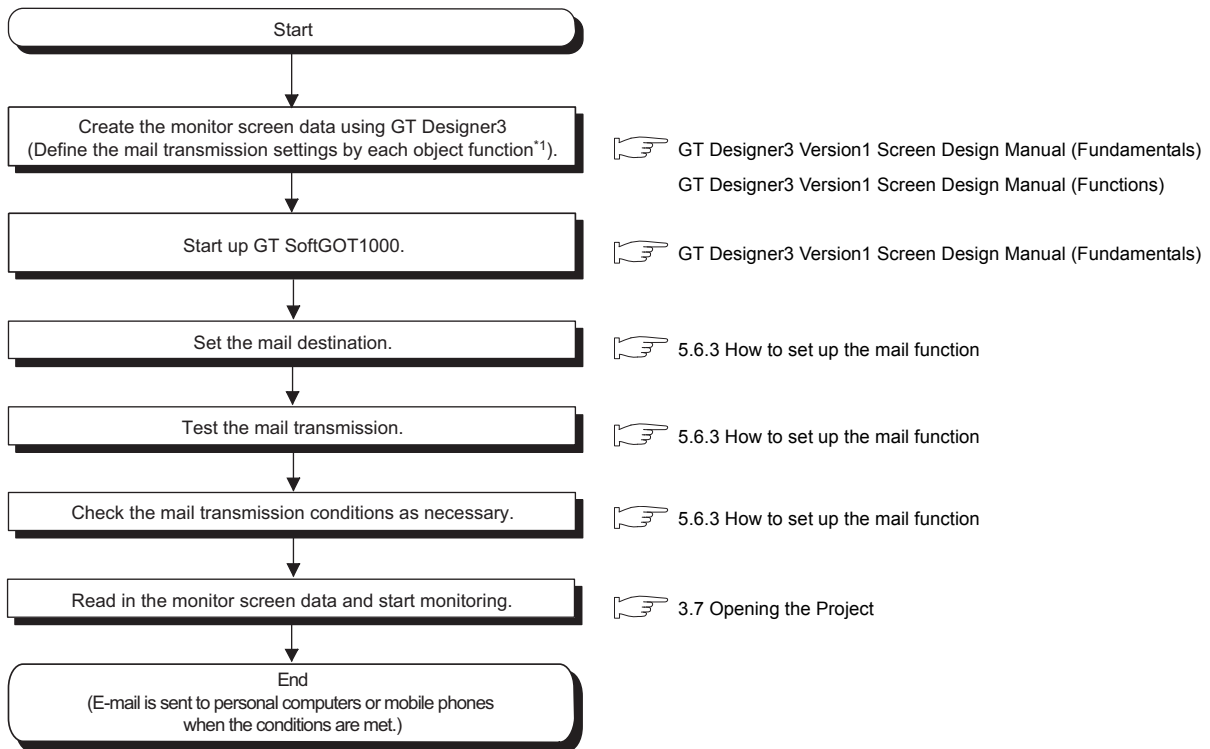 Start
Create the monitor screen data using GT Designer3
(Define the mail transmission settings by each object function*1).
GT Designer3 Version1 Screen Design Manual (Fundamentals)
GT Designer3 Version1 Screen Design Manual (Functions)
Start up GT SoftGOT1000.
GT Designer3 Version1 Screen Design Manual (Fundamentals)
Set the mail destination.
5.6.3 How to set up the mail function
Test the mail transmission.
5.6.3 How to set up the mail function
Check the mail transmission conditions as necessary.
5.6.3 How to set up the mail function
Read in the monitor screen data and start monitoring.
3.7 Opening the Project
End
(E-mail is sent to personal computers or mobile phones
when the conditions are met.)